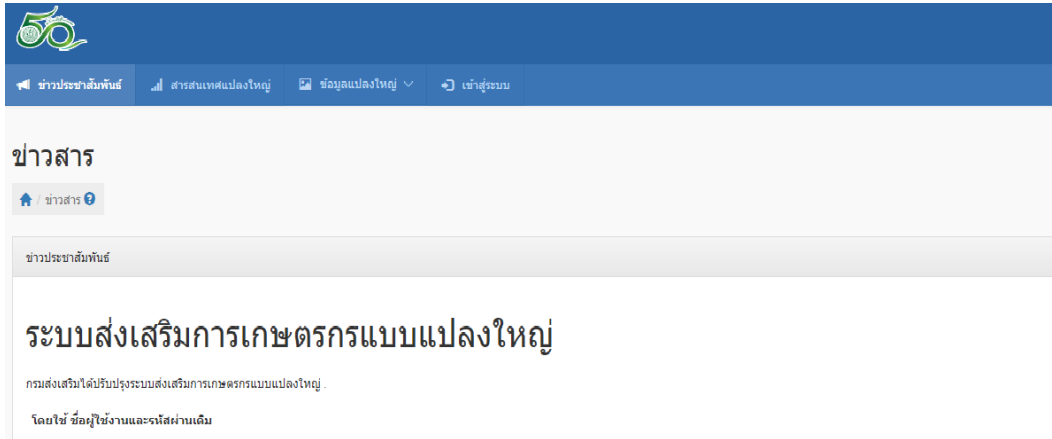 50
ข่าวประชาสัมพันธ์ สารสนเทศแปลงใหญ่ ข้อมูลแปลงใหญ่ เข้าสู่ระบบ
ข่าวสาร
/ ข่าวสาร
ข่าวประชาสัมพันธ์
ระบบส่งเสริมการเกษตรกรแบบแปลงใหญ่
กรมส่งเสริมได้ปรับปรุงระบบส่งเสริมการเกษตรกรแบบแปลงใหญ่ .
โดยใช้ ชื่อผู้ใช้งานและรหัสผ่านเดิม